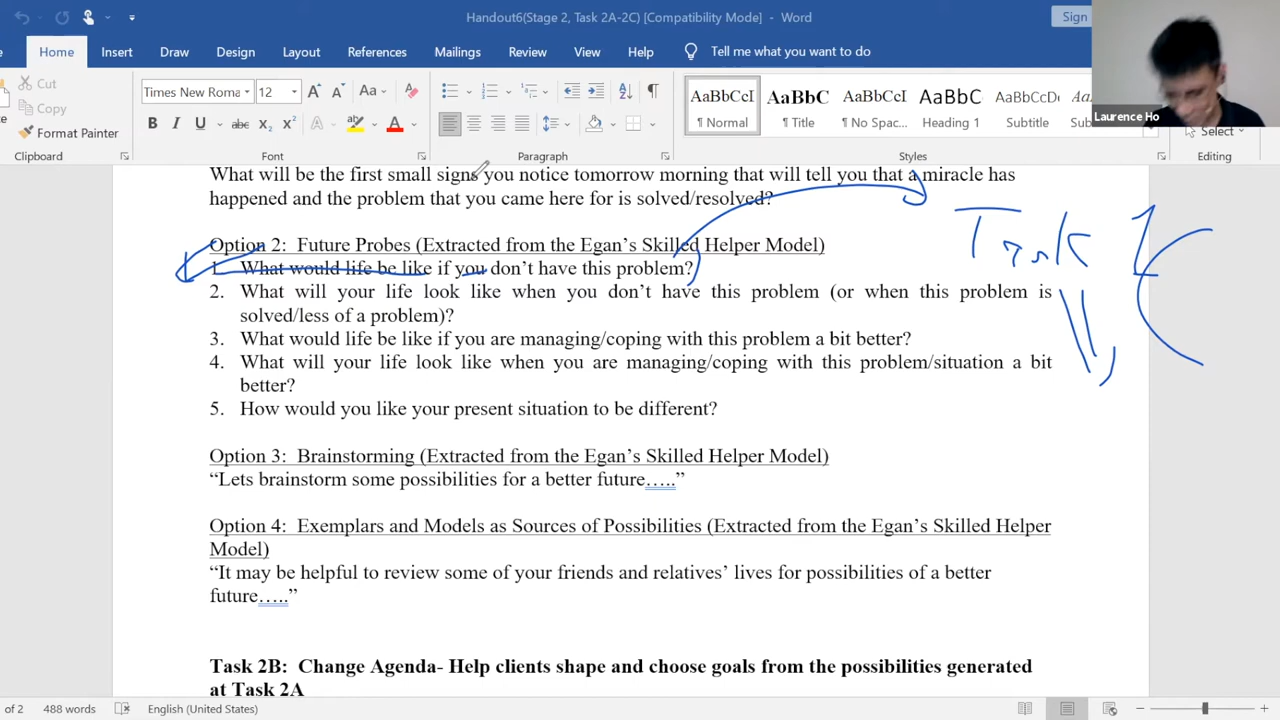 Handout6(Stage 2, Task 2A-2C) [Compatibility Mode] - Word
Sign
Home Insert Draw Design Layout References Mailings Review View Help Tell me what you want to do
Cut
Copy
Format Painter
Clipboard
Times New Roma 12 Aa
B I U abc X₂ X² A A
Font
Paragraph
AaBbCcI AaBbC AaBbCcI AaBbC AaBbCcD
¶ Normal ¶ Title ¶ No Spac... Heading 1 Subtitle
Styles
Select
Editing
Laurence Ho
What will be the first small signs you notice tomorrow morning that will tell you that a miracle has
happened and the problem that you came here for is solved/resolved?
Option 2: Future Probes (Extracted from the Egan's Skilled Helper Model)
1. What would life be like if you don't have this problem?
2. What will your life look like when you don't have this problem (or when this problem is
solved/less of a problem)?
3. What would life be like if you are managing/coping with this problem a bit better?
4. What will your life look like when you are managing/coping with this problem/situation a bit
better?
5. How would you like your present situation to be different?
Option 3: Brainstorming (Extracted from the Egan's Skilled Helper Model)
"Lets brainstorm some possibilities for a better future….."
Option 4: Exemplars and Models as Sources of Possibilities (Extracted from the Egan's Skilled Helper
Model)
"It may be helpful to review some of your friends and relatives' lives for possibilities of a better
future….."
Task 2B: Change Agenda- Help clients shape and choose goals from the possibilities generated
at Task 2A
Task
of 2 488 words English (United States)